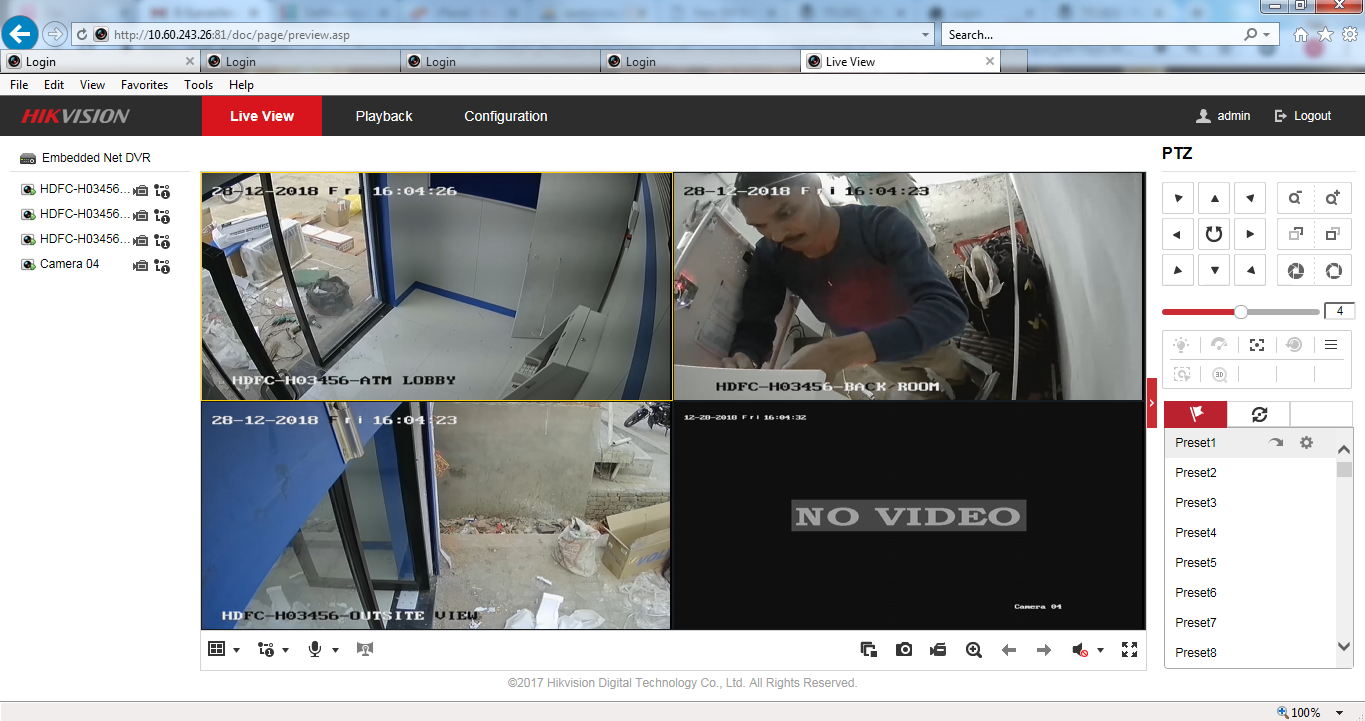 http://10.60.243.26:81/doc/page/preview.asp
Search...
Login
Login
Login
Login
Live View
File Edit View Favorites Tools Help
HIKVISION
Live View Playback Configuration
admin Logout
Embedded Net DVR
HDFC-H03456...
HDFC-H03456...
HDFC-H03456...
Camera 04
28-12-2018 Fri 16:04:26
HDFC-H03456-ATM LOBBY
28-12-2018 Fri 16:04:23
HDFC-H03456-BACK ROOM
28-12-2018 Fri 16:04:23
HDFC-H03456-OUTSITE VIEW
12-28-2018 Fri 16:04:32
NO VIDEO
Camera 04
PTZ
4
3D
Preset1
Preset2
Preset3
Preset4
Preset5
Preset6
Preset7
Preset8
©2017 Hikvision Digital Technology Co., Ltd. All Rights Reserved.
100%